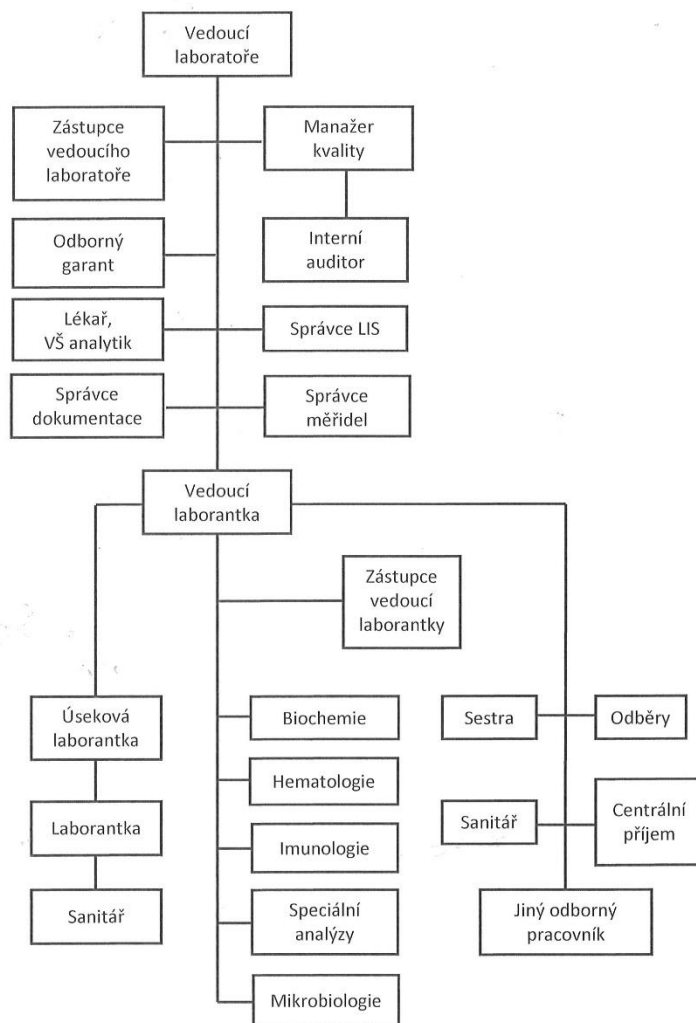 Vedoucí
laboratoře
Zástupce
vedoucího
laboratoře
Manažer
kvality
Odborný
garant
Interní
auditor
Lékař,
VŠ analytik
Správce LIS
Správce
dokumentace
Správce
měřidel
Vedoucí
laborantka
Zástupce
vedoucí
laborantky
Úseková
laborantka
Biochemie
Sestra
Odběry
Hematologie
Laborantka
Imunologie
Sanitář
Centrální
příjem
Sanitář
Speciální
analýzy
Jiný odborný
pracovník
Mikrobiologie